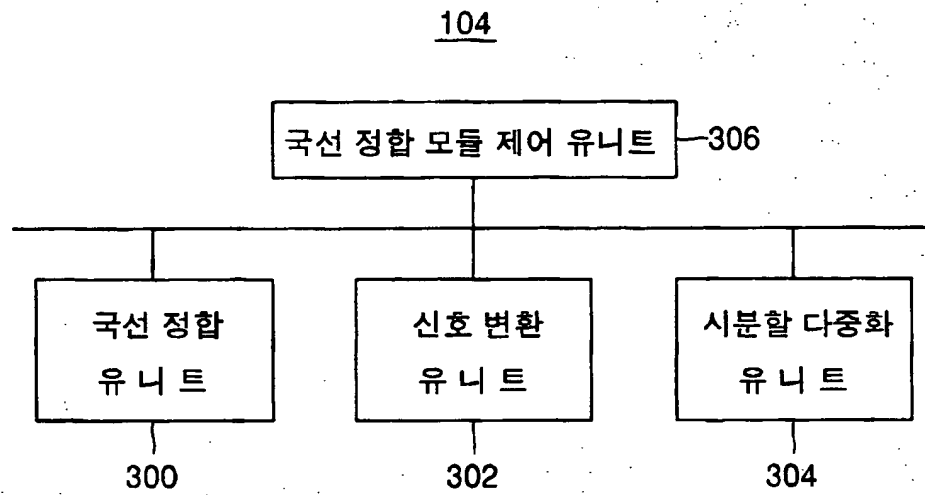 104
국선 정합 모듈 제어 유니트
306
국선 정합
유 니 트
신호 변환
유 니 트
시분할 다중화
유 니 트
300
302
304